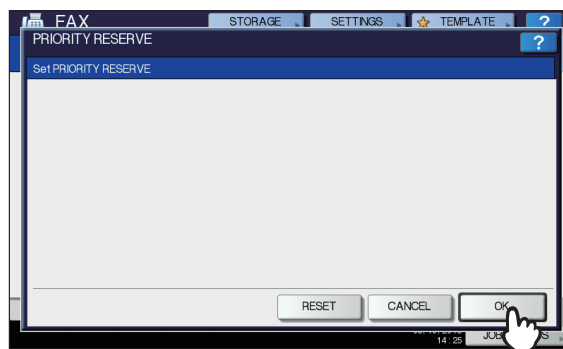 FAX STORAGE SETTINGS TEMPLATE ?
PRIORITY RESERVE ?
Set PRIORITY RESERVE
RESET CANCEL OK
14 : 25